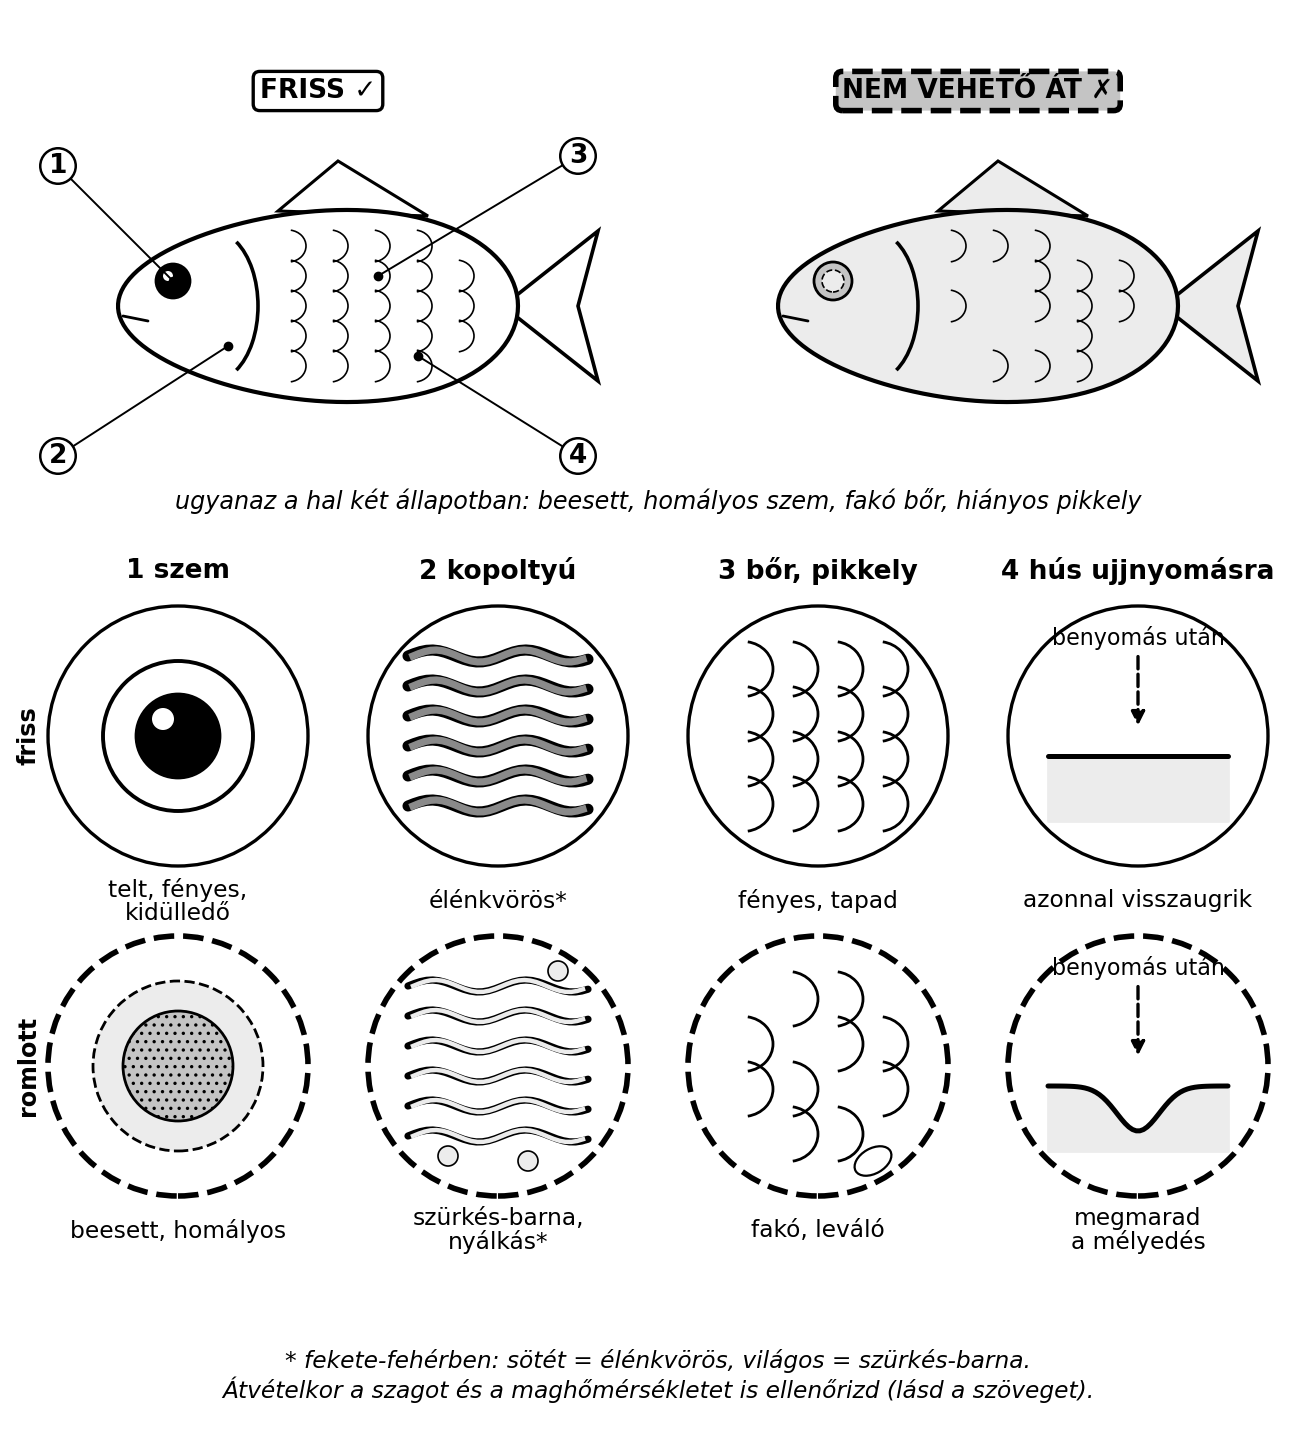 FRISS ✓
NEM VEHETŐ ÁT ✗
1
3
2
4
ugyanaz a hal két állapotban: beesett, homályos szem, fakó bőr, hiányos pikkely
1 szem
2 kopoltyú
3 bőr, pikkely
4 hús ujjnyomásra
friss
benyomás után
telt, fényes,
kidülledő
élénkvörös*
fényes, tapad
azonnal visszaugrik
romlott
benyomás után
beesett, homályos
szürkés-barna,
nyálkás*
fakó, leváló
megmarad
a mélyedés
* fekete-fehérben: sötét = élénkvörös, világos = szürkés-barna.
Átvételkor a szagot és a maghőmérsékletet is ellenőrizd (lásd a szöveget).